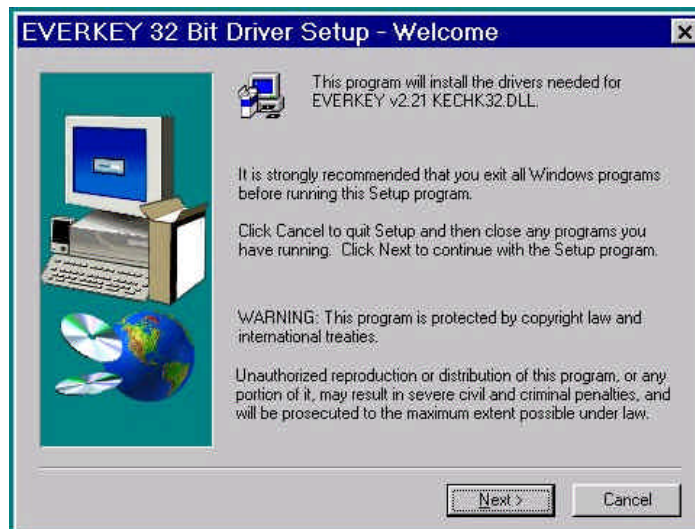 EVERKEY 32 Bit Driver Setup - Welcome
This program will install the drivers needed for
EVERKEY v2.21 KECHK32.DLL.
It is strongly recommended that you exit all Windows programs
before running this Setup program.
Click Cancel to quit Setup and then close any programs you
have running. Click Next to continue with the Setup program.
WARNING: This program is protected by copyright law and
international treaties.
Unauthorized reproduction or distribution of this program, or any
portion of it, may result in severe civil and criminal penalties, and
will be prosecuted to the maximum extent possible under law.
Next >
Cancel